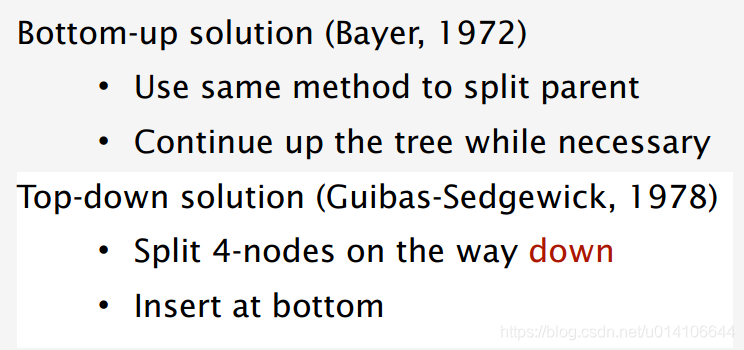 Bottom-up solution (Bayer, 1972)
• Use same method to split parent
• Continue up the tree while necessary
Top-down solution (Guibas-Sedgewick, 1978)
• Split 4-nodes on the way down
• Insert at bottom
https://blog.csdn.net/u014106644